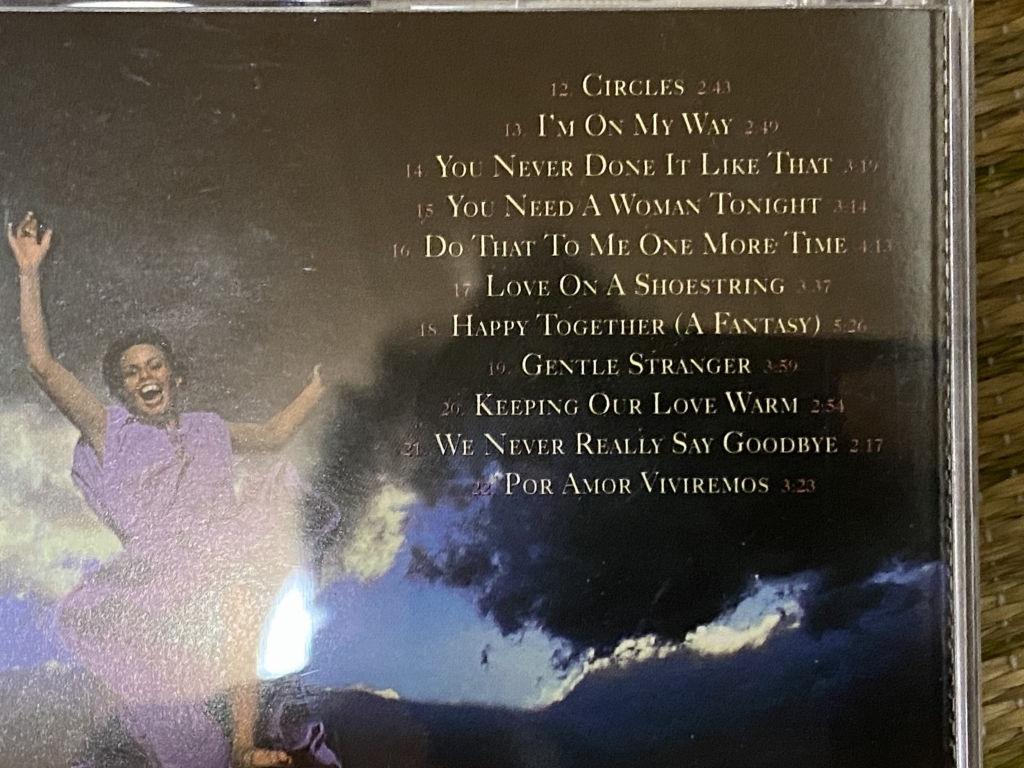 12. CIRCLES 2:43
13. I'M ON MY WAY 2:49
14. YOU NEVER DONE IT LIKE THAT 3:19
15. YOU NEED A WOMAN TONIGHT 3:14
16. DO THAT TO ME ONE MORE TIME 4:13
17. LOVE ON A SHOESTRING 3:37
18. HAPPY TOGETHER (A FANTASY) 5:26
19. GENTLE STRANGER 3:59
20. KEEPING OUR LOVE WARM 2:54
21. WE NEVER REALLY SAY GOODBYE 2:17
22. POR AMOR VIVIREMOS 3:23